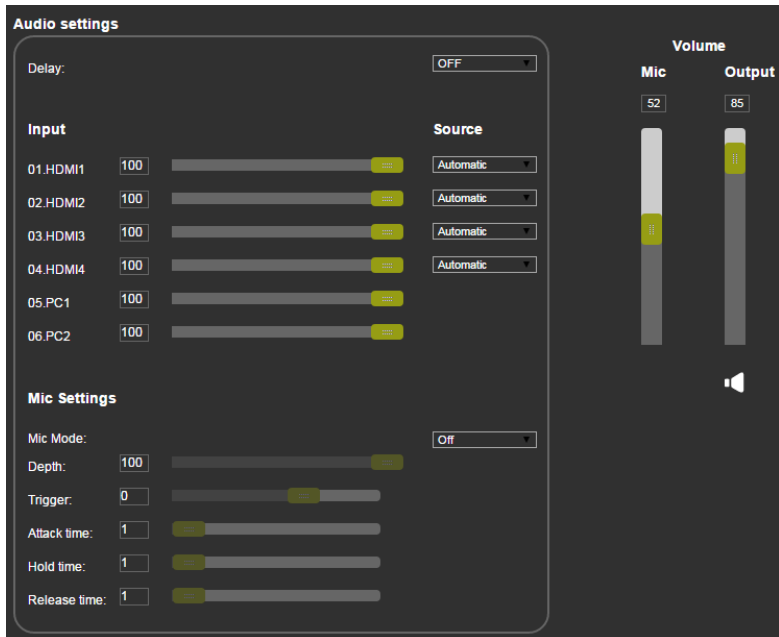 Audio settings
Volume
Delay: OFF
Mic Output
52 85
Input Source
01.HDMI1 100 Automatic
02.HDMI2 100 Automatic
03.HDMI3 100 Automatic
04.HDMI4 100 Automatic
05.PC1 100
06.PC2 100
Mic Settings
Mic Mode: Off
Depth: 100
Trigger: 0
Attack time: 1
Hold time: 1
Release time: 1